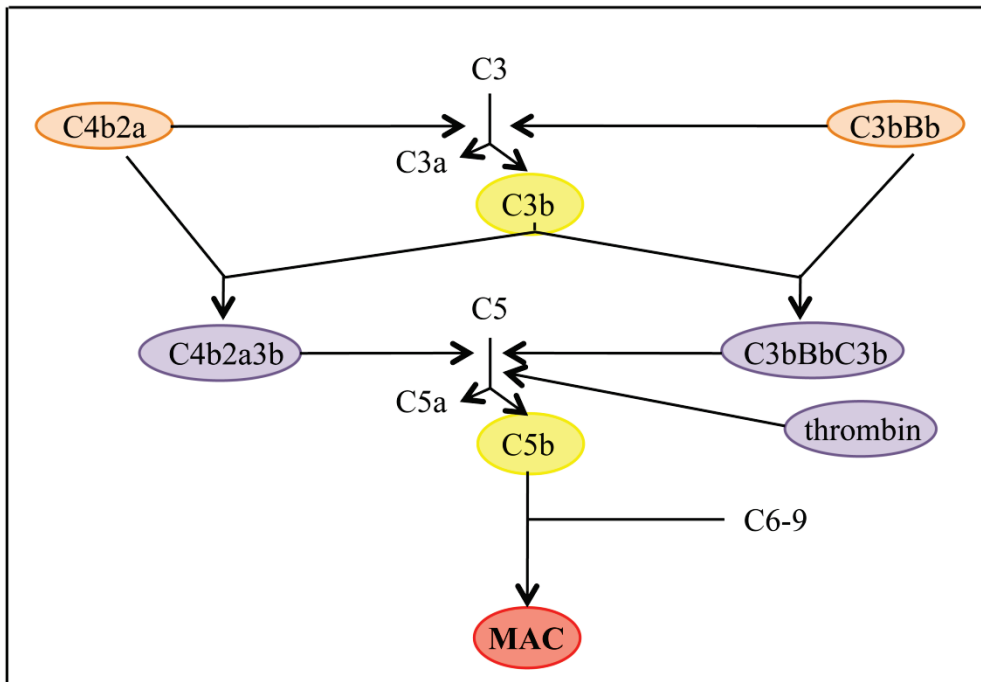 C3
C4b2a
C3bBb
C3a
C3b
C5
C4b2a3b
C3bBbC3b
C5a
thrombin
C5b
C6-9
MAC